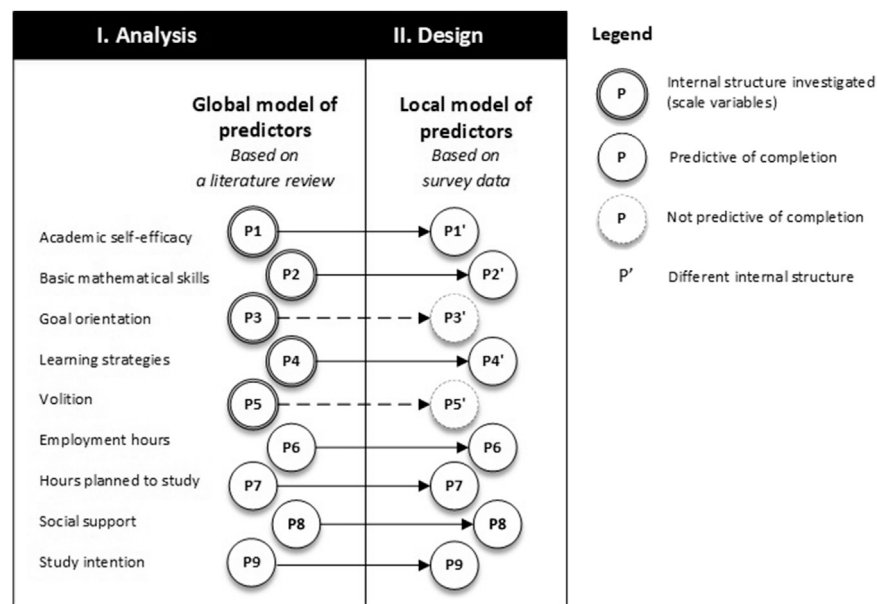 I. Analysis
II. Design
Global model of
predictors
Based on
a literature review
Local model of
predictors
Based on
survey data
Academic self-efficacy
P1
P1'
Basic mathematical skills
P2
P2'
Goal orientation
P3
P3'
Learning strategies
P4
P4'
Volition
P5
P5'
Employment hours
P6
P6
Hours planned to study
P7
P7
Social support
P8
P8
Study intention
P9
P9
Legend
P
Internal structure investigated
(scale variables)
P
Predictive of completion
P
Not predictive of completion
P'
Different internal structure